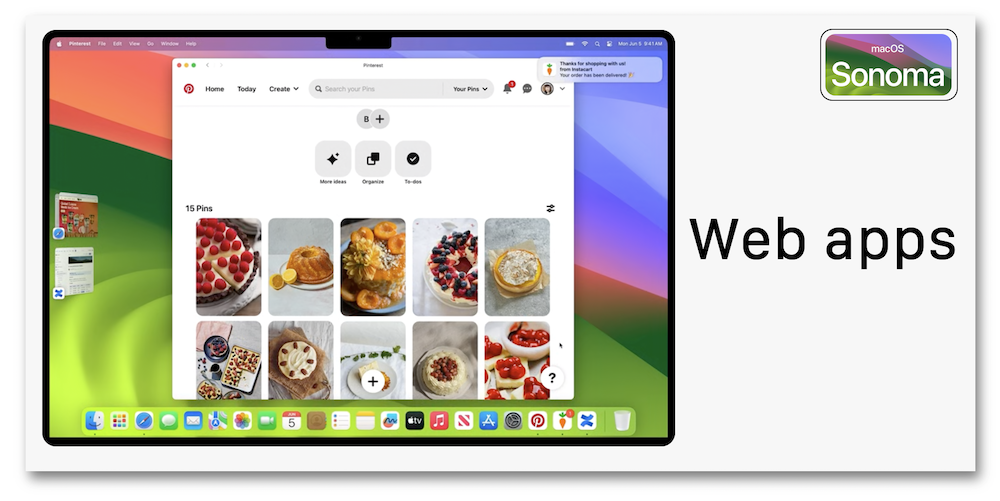 Pinterest File Edit View Go Window Help
Mon Jun 5 9:41 AM
macOS
Sonoma
Pinterest
Thanks for shopping with us!
from Instacart
Your order has been delivered!
Home Today Create Search your Pins Your Pins
B
More ideas Organize To-dos
15 Pins
Web apps
?
JUN
5
tv